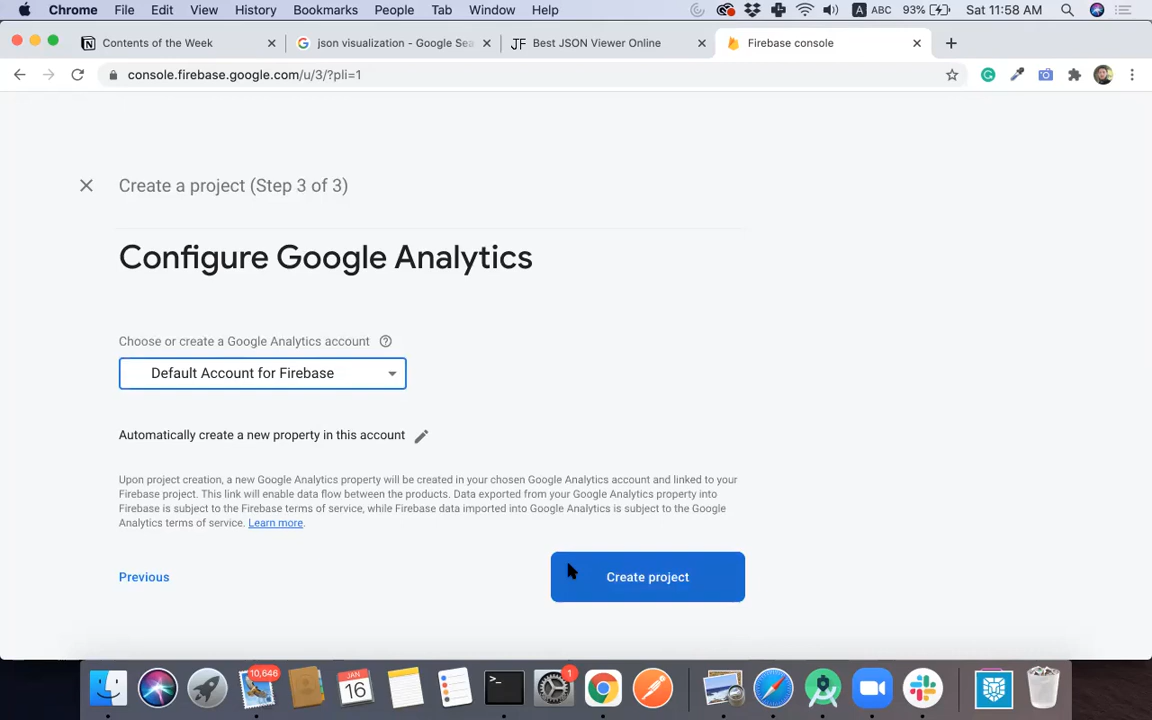 Chrome File Edit View History Bookmarks People Tab Window Help A ABC 93% Sat 11:58 AM
Contents of the Week json visualization - Google Sea JF Best JSON Viewer Online Firebase console
console.firebase.google.com/u/3/?pli=1
Create a project (Step 3 of 3)
Configure Google Analytics
Choose or create a Google Analytics account
Default Account for Firebase
Automatically create a new property in this account
Upon project creation, a new Google Analytics property will be created in your chosen Google Analytics account and linked to your
Firebase project. This link will enable data flow between the products. Data exported from your Google Analytics property into
Firebase is subject to the Firebase terms of service, while Firebase data imported into Google Analytics is subject to the Google
Analytics terms of service. Learn more.
Previous
Create project
10,646
JAN
16
1